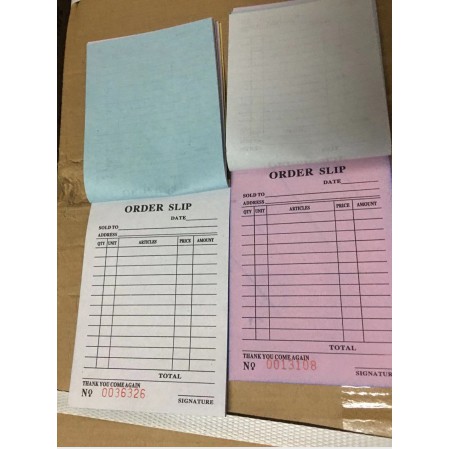 ORDER SLIP
DATE
SOLD TO
ADDRESS
QTY UNIT ARTICLES PRICE AMOUNT
TOTAL
THANK YOU COME AGAIN
Nº 0036326
SIGNATURE
ORDER SLIP
DATE
SOLD TO
ADDRESS
QTY UNIT ARTICLES PRICE AMOUNT
TOTAL
THANK YOU COME AGAIN
Nº 0013108
SIGNATURE